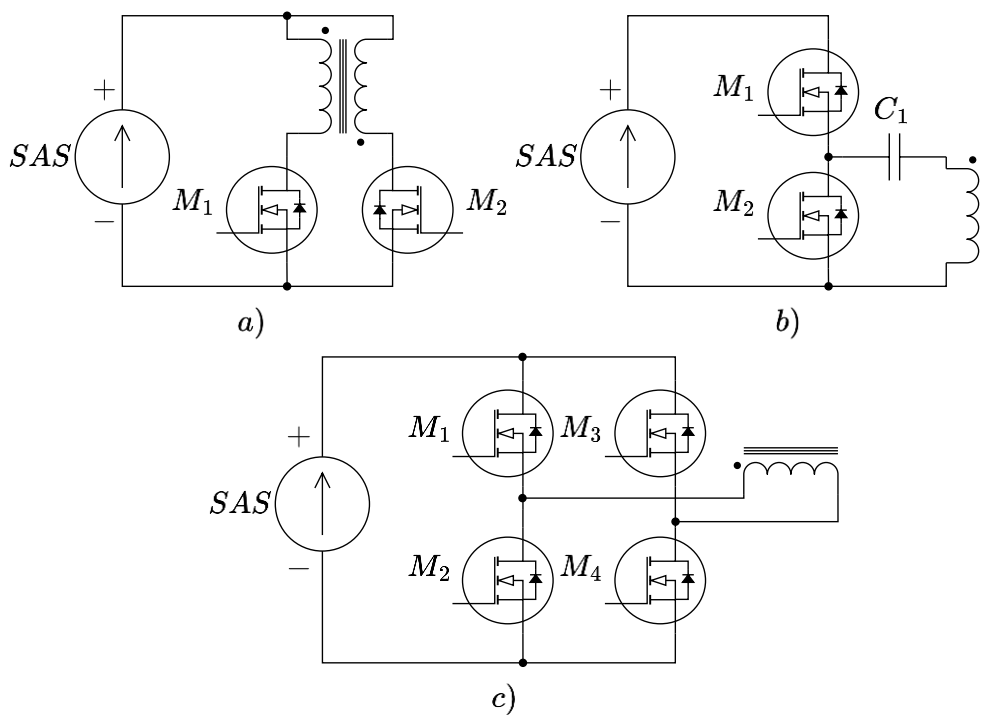 +
SAS
−
M₁
M₂
a)
+
SAS
−
M₁
M₂
C₁
b)
+
SAS
−
M₁
M₃
M₂
M₄
c)